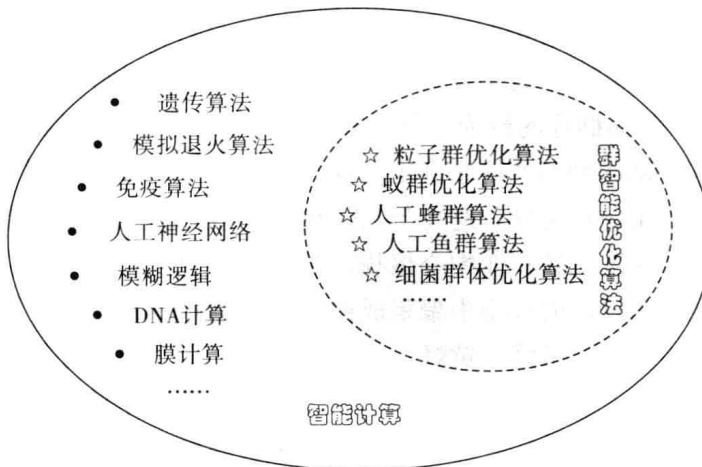 • 遗传算法
• 模拟退火算法
• 免疫算法
• 人工神经网络
• 模糊逻辑
• DNA计算
• 膜计算
……
☆ 粒子群优化算法
☆ 蚁群优化算法
☆ 人工蜂群算法
☆ 人工鱼群算法
☆ 细菌群体优化算法
……
群智能优化算法
智能计算